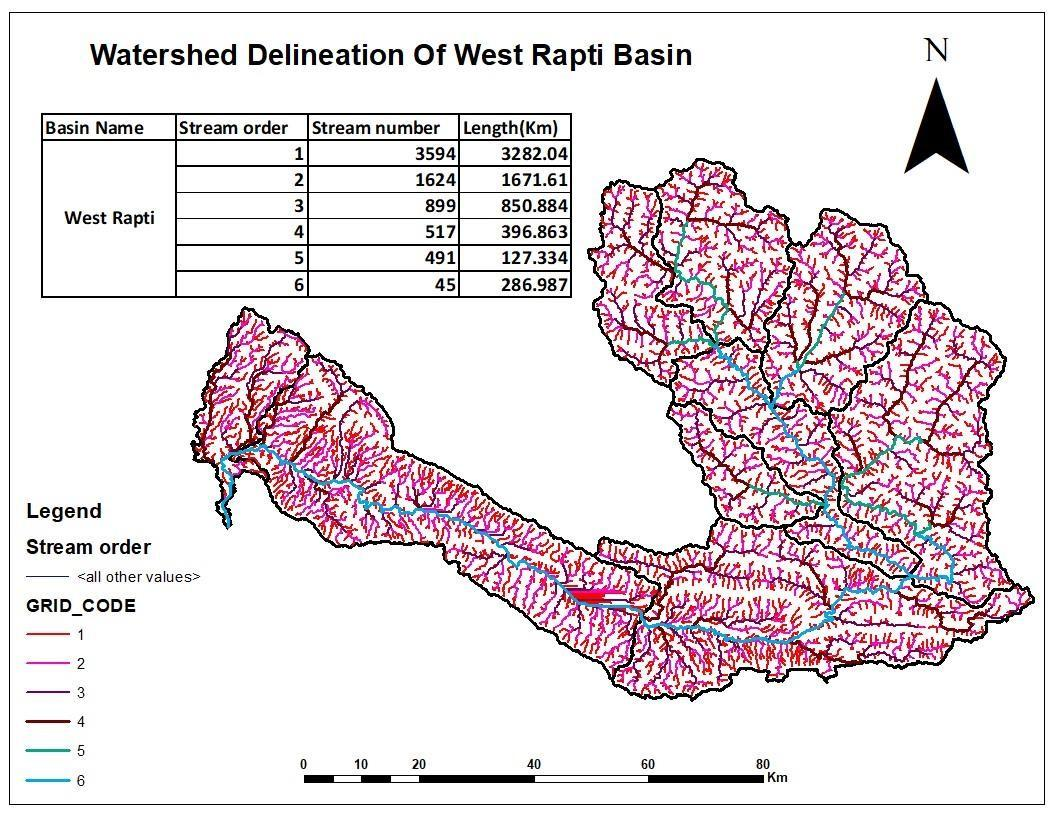 Watershed Delineation Of West Rapti Basin
N
Basin Name Stream order Stream number Length(Km)
West Rapti
1 3594 3282.04
2 1624 1671.61
3 899 850.884
4 517 396.863
5 491 127.334
6 45 286.987
Legend
Stream order
<all other values>
GRID_CODE
1
2
3
4
5
6
0 10 20 40 60 80
Km